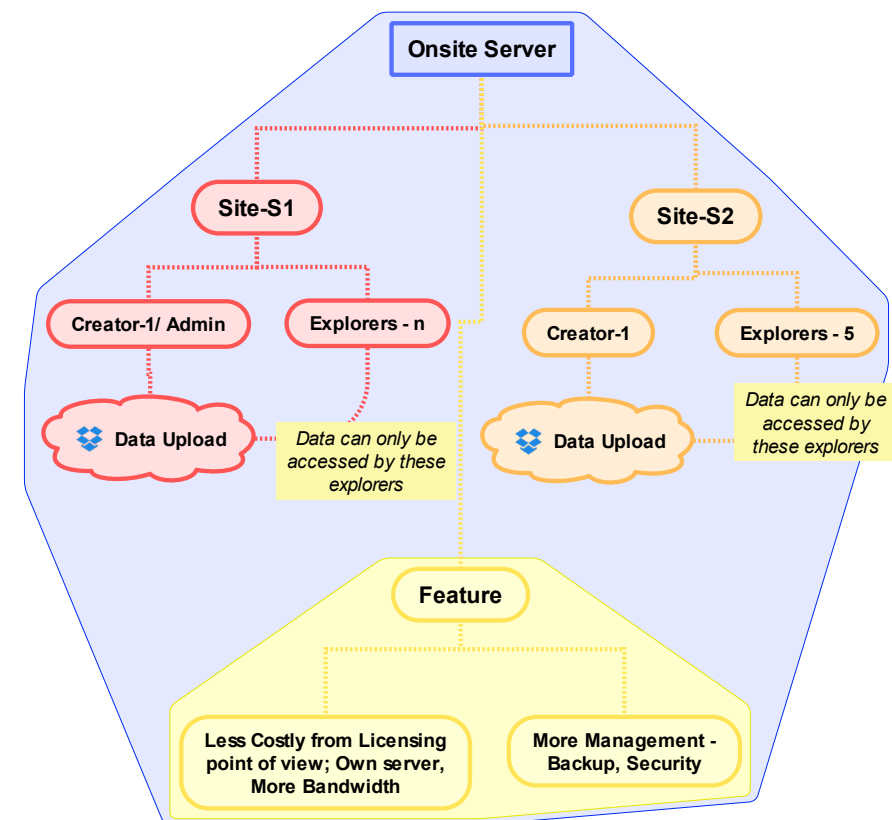 Onsite Server
Site-S1
Site-S2
Creator-1/ Admin
Explorers - n
Creator-1
Explorers - 5
Data Upload
Data can only be
accessed by these
explorers
Data Upload
Data can only be
accessed by
these explorers
Feature
Less Costly from Licensing
point of view; Own server,
More Bandwidth
More Management -
Backup, Security